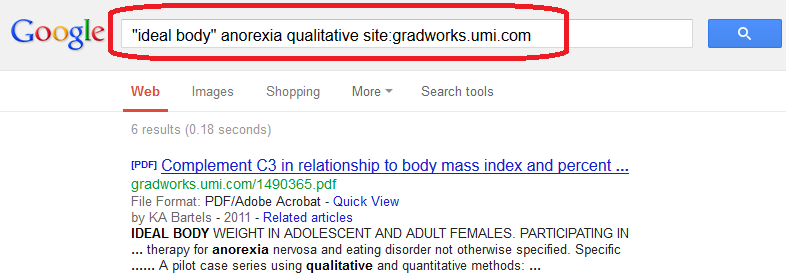 Google "ideal body" anorexia qualitative site:gradworks.umi.com
Web Images Shopping More Search tools
6 results (0.18 seconds)
[PDF] Complement C3 in relationship to body mass index and percent ...
gradworks.umi.com/1490365.pdf
File Format: PDF/Adobe Acrobat - Quick View
by KA Bartels - 2011 - Related articles
IDEAL BODY WEIGHT IN ADOLESCENT AND ADULT FEMALES. PARTICIPATING IN
... therapy for anorexia nervosa and eating disorder not otherwise specified. Specific
...... A pilot case series using qualitative and quantitative methods: ...